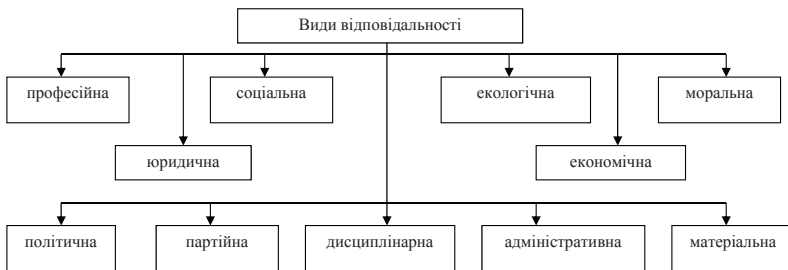 Види відповідальності
професійна
соціальна
екологічна
моральна
юридична
економічна
політична
партійна
дисциплінарна
адміністративна
матеріальна